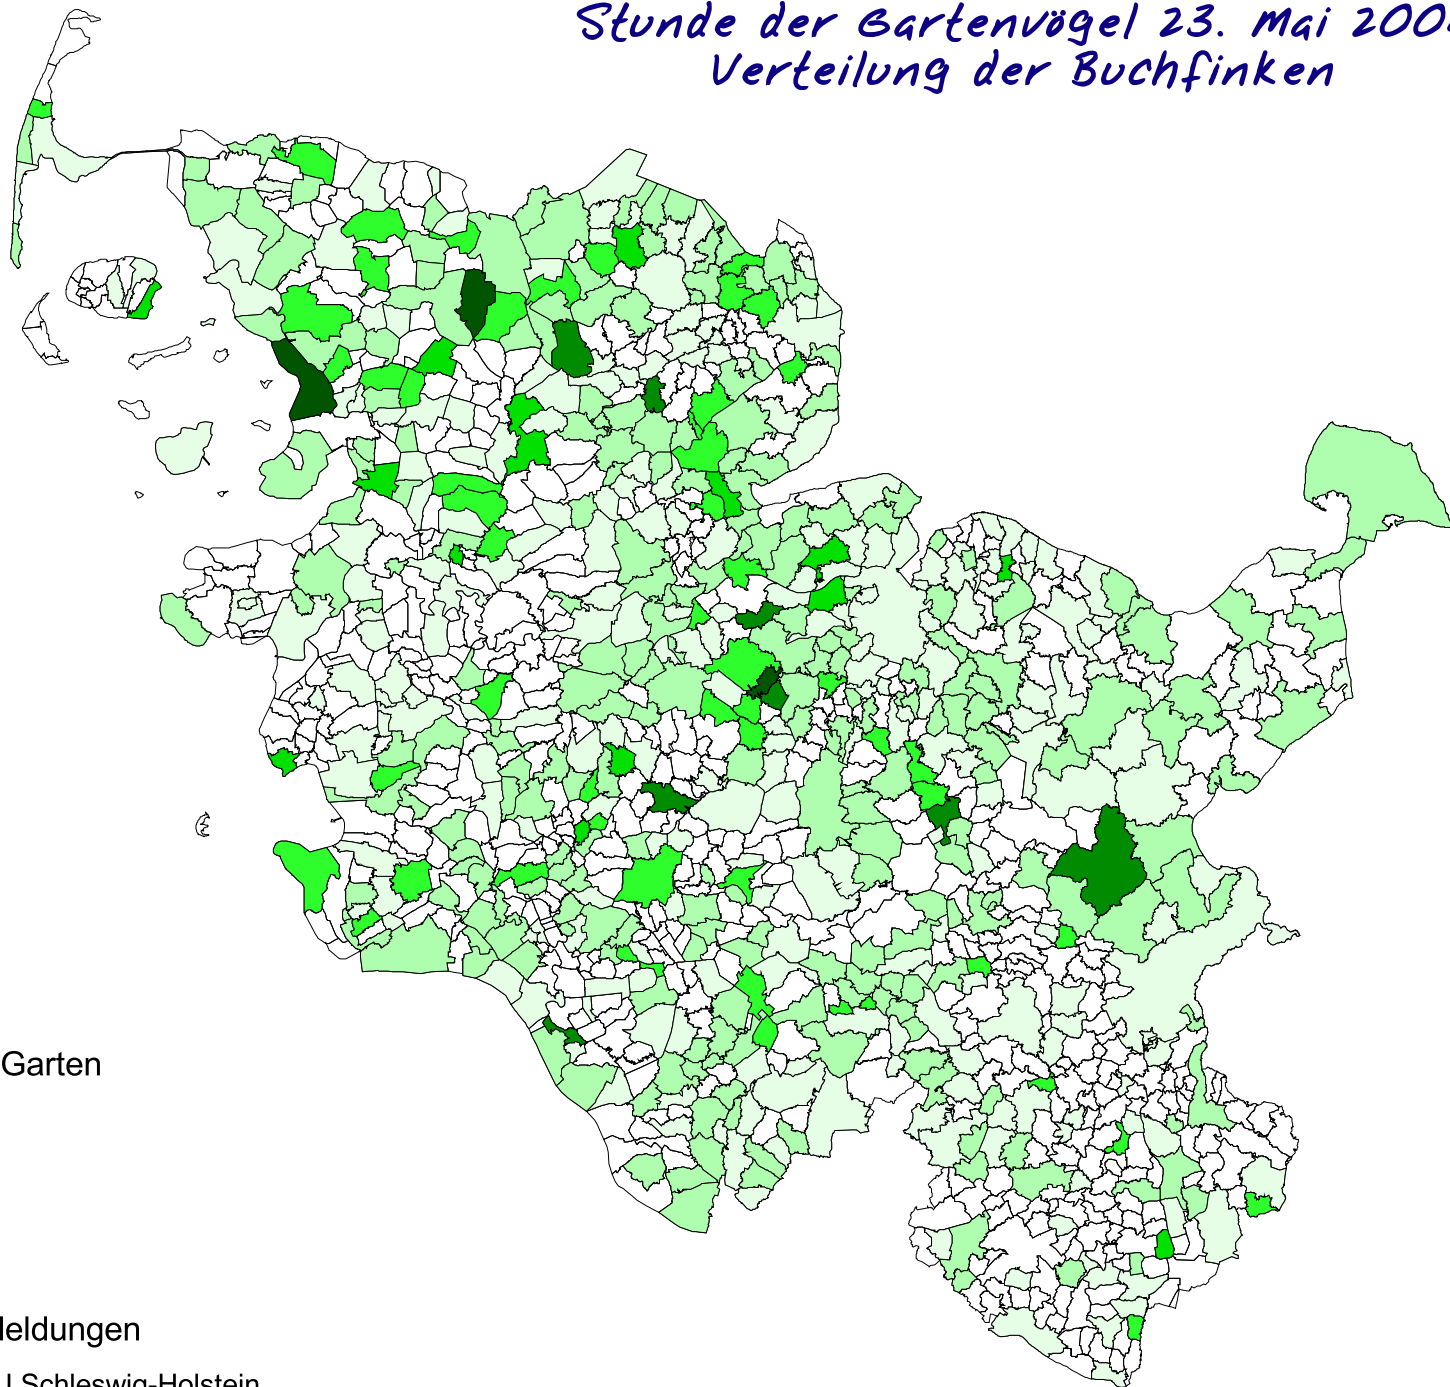 Stunde der Gartenvögel 23. Mai
Verteilung der Buchfinken
Garten
Schleswig-Holstein